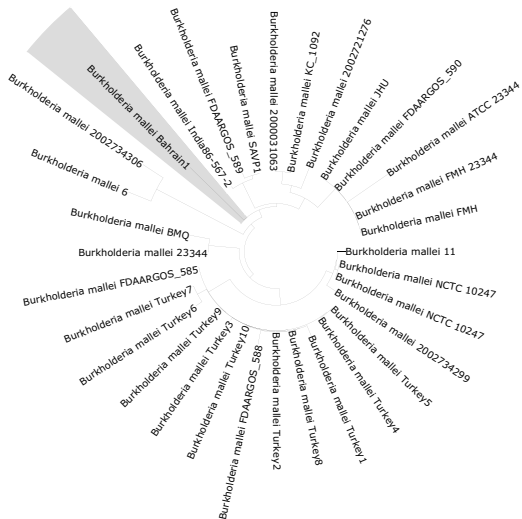 Burkholderia mallei 2002734306
Burkholderia mallei Bahrain1
Burkholderia mallei India86-567-2
Burkholderia mallei FDAARGOS_589
Burkholderia mallei SAVP1
Burkholderia mallei 2000031063
Burkholderia mallei KC_1092
Burkholderia mallei 2002721276
Burkholderia mallei JHU
Burkholderia mallei FDAARGOS_590
Burkholderia mallei ATCC 23344
Burkholderia mallei FMH 23344
Burkholderia mallei FMH
Burkholderia mallei 11
Burkholderia mallei NCTC 10247
Burkholderia mallei NCTC 10247
Burkholderia mallei 2002734299
Burkholderia mallei Turkey5
Burkholderia mallei Turkey4
Burkholderia mallei Turkey1
Burkholderia mallei Turkey8
Burkholderia mallei Turkey2
Burkholderia mallei FDAARGOS_588
Burkholderia mallei Turkey10
Burkholderia mallei Turkey3
Burkholderia mallei Turkey9
Burkholderia mallei Turkey6
Burkholderia mallei Turkey7
Burkholderia mallei FDAARGOS_585
Burkholderia mallei 23344
Burkholderia mallei BMQ
Burkholderia mallei 6